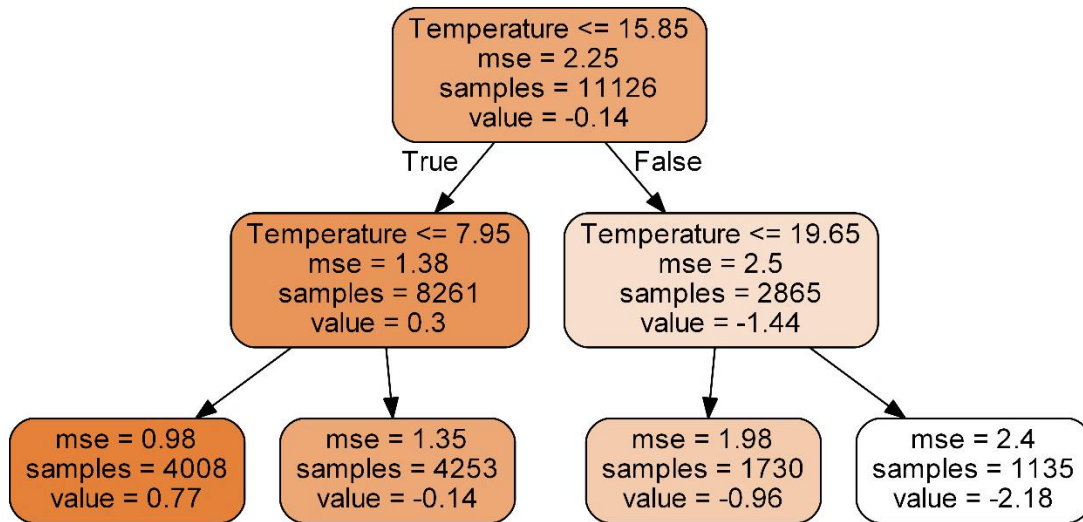 Temperature <= 15.85
mse = 2.25
samples = 11126
value = -0.14
True
False
Temperature <= 7.95
mse = 1.38
samples = 8261
value = 0.3
Temperature <= 19.65
mse = 2.5
samples = 2865
value = -1.44
mse = 0.98
samples = 4008
value = 0.77
mse = 1.35
samples = 4253
value = -0.14
mse = 1.98
samples = 1730
value = -0.96
mse = 2.4
samples = 1135
value = -2.18